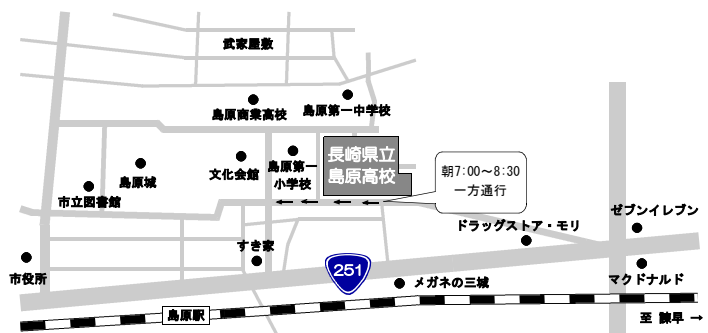 武家屋敷
島原商業高校
島原第一中学校
島原城
文化会館
島原第一
小学校
長崎県立
島原高校
朝7:00～8:30
一方通行
市立図書館
ゼブンイレブン
ドラッグストア・モリ
すき家
市役所
251
メガネの三城
マクドナルド
島原駅
至 諫早 →